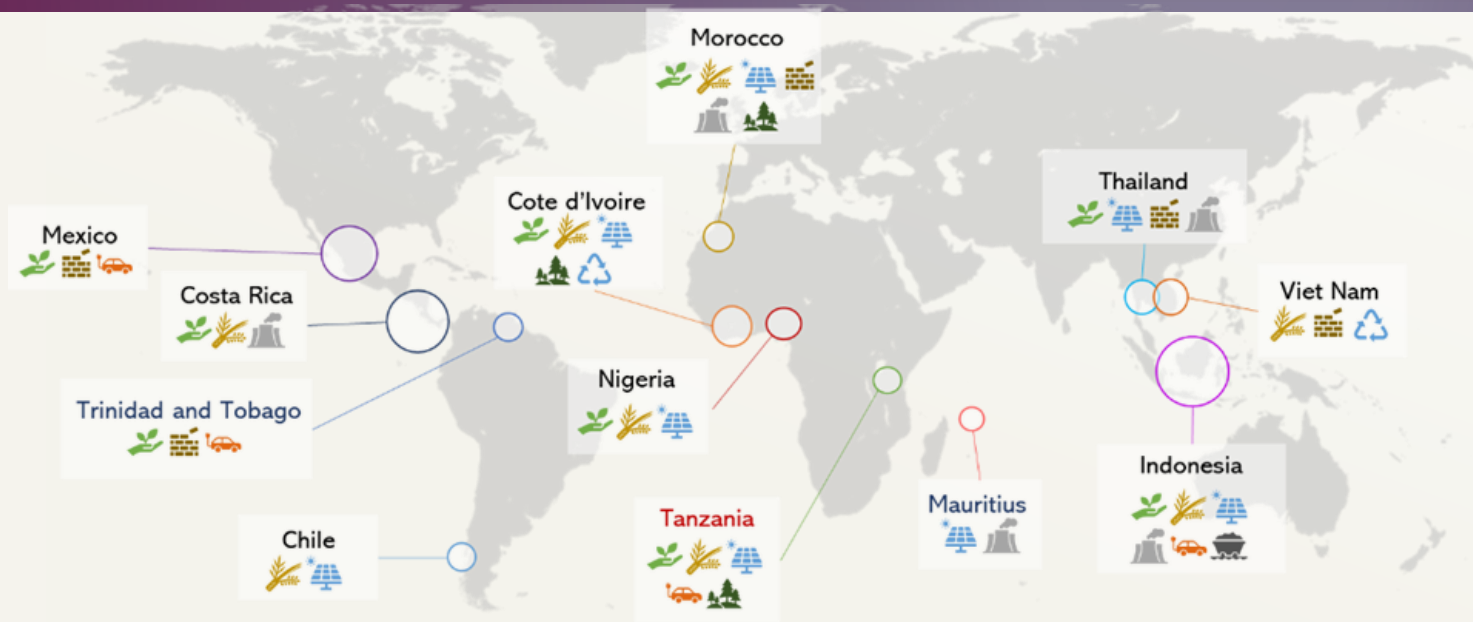 Morocco
Thailand
Cote d'Ivoire
Mexico
Viet Nam
Costa Rica
Nigeria
Trinidad and Tobago
Indonesia
Mauritius
Tanzania
Chile